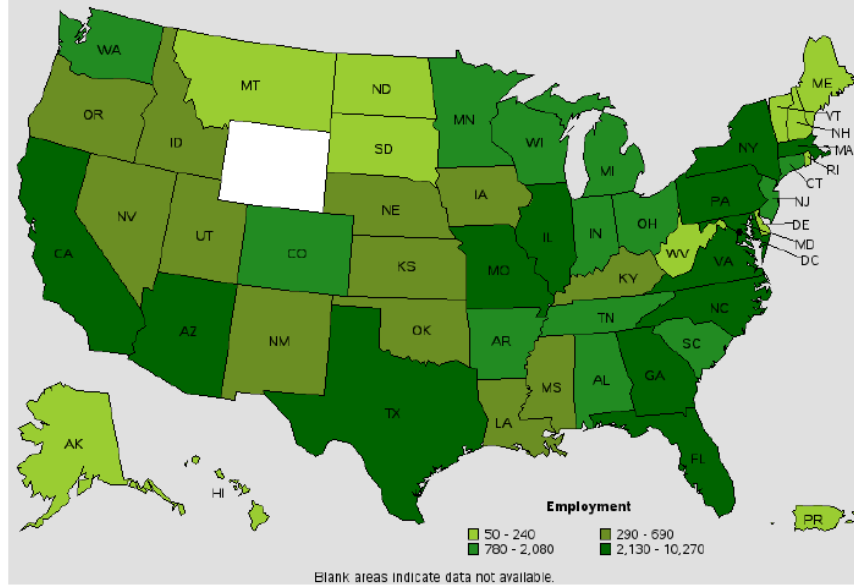 WA
MT
ND
ME
OR
ID
MN
VT
NH
SD
WI
NY
MA
MI
RI
CT
IA
PA
NJ
NV
NE
OH
DE
UT
IL
IN
MD
CA
CO
WV
VA
DC
KS
MO
KY
NC
TN
AZ
OK
NM
AR
SC
MS
AL
GA
TX
LA
AK
FL
HI
PR
Employment
50 - 240 290 - 690
780 - 2,080 2,130 - 10,270
Blank areas indicate data not available.